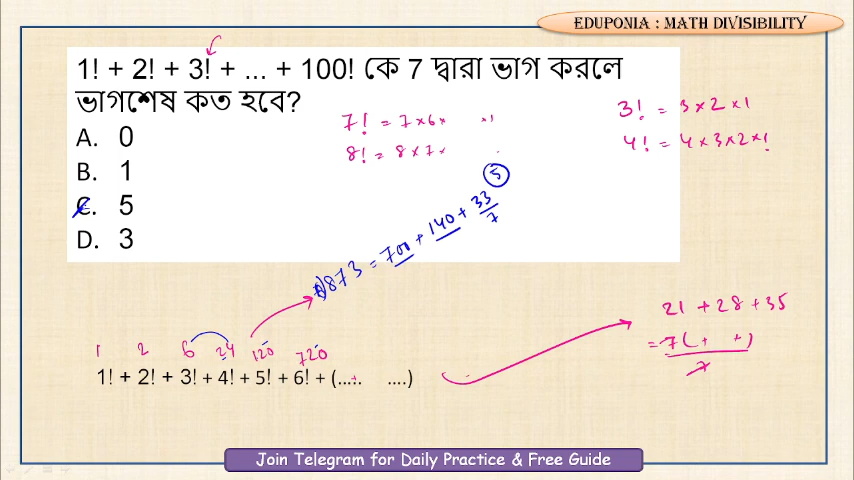 EDUPONIA : MATH DIVISIBILITY
1! + 2! + 3! + ... + 100! কে 7 দ্বারা ভাগ করলে
ভাগশেষ কত হবে?
A. 0
B. 1
C. 5
D. 3
7! = 7×6× ×1
8! = 8×7×
3! = 3×2×1
4! = 4×3×2×1
5
873 = 700 + 140 + 33/7
21 + 28 + 35
= 7( + + )
7
1 2 6 24 120 720
1! + 2! + 3! + 4! + 5! + 6! + (..... ....)
Join Telegram for Daily Practice & Free Guide